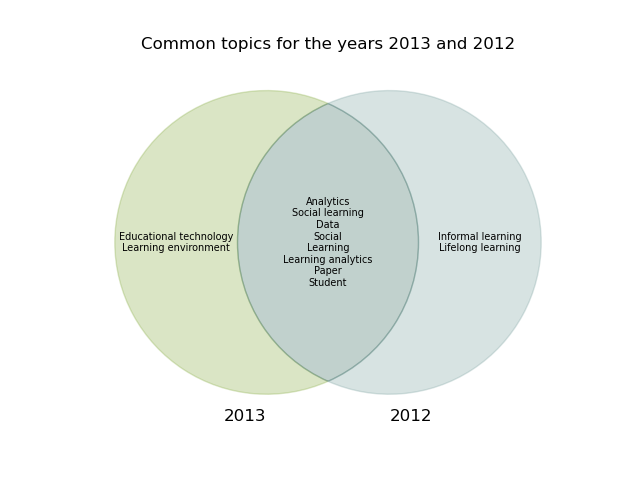 Common topics for the years 2013 and 2012
Educational technology
Learning environment
Analytics
Social learning
Data
Social
Learning
Learning analytics
Paper
Student
Informal learning
Lifelong learning
2013
2012